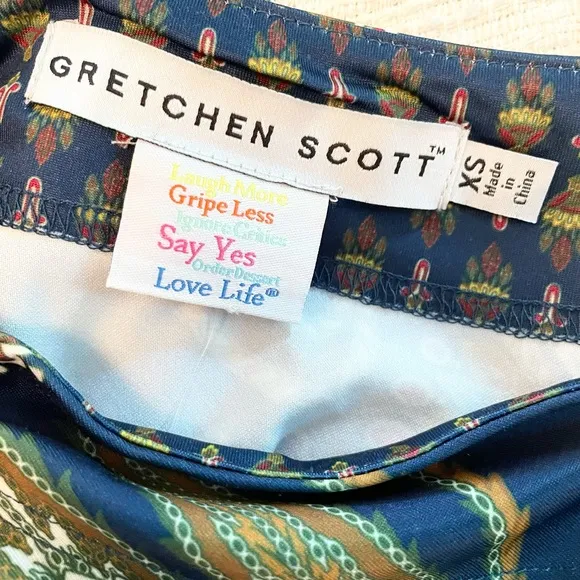 GRETCHEN SCOTT™
XS
Made
in
China
Laugh More
Gripe Less
Ignore Critics
Say Yes
Order Dessert
Love Life®